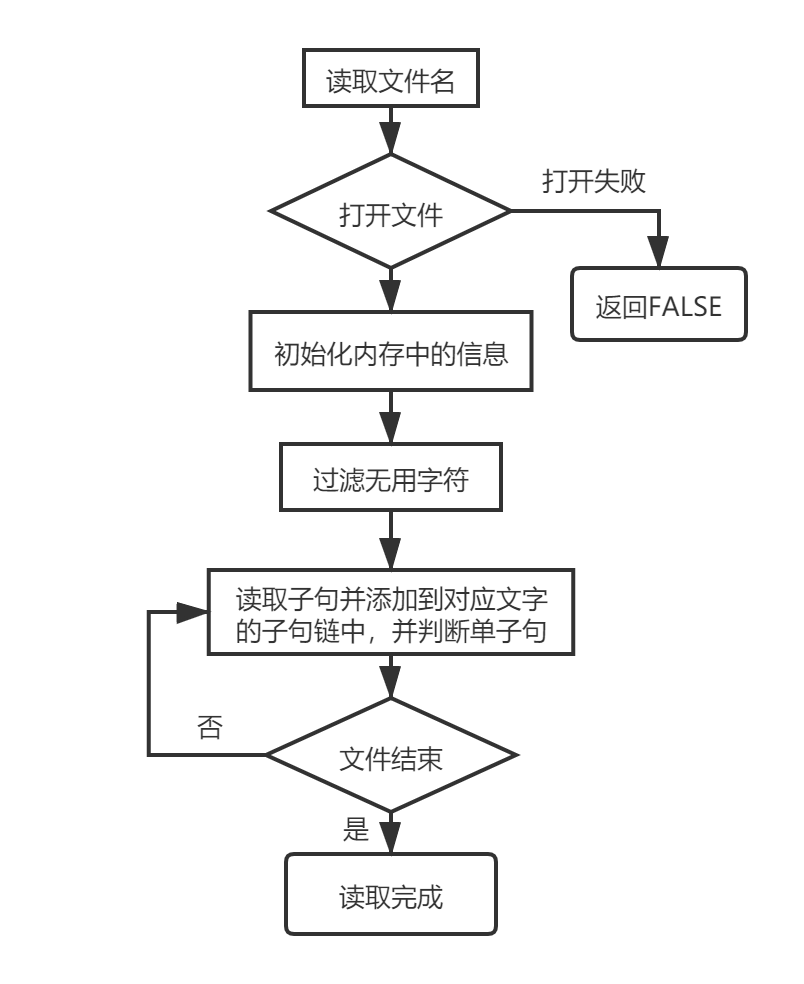 读取文件名
打开文件
打开失败
返回FALSE
初始化内存中的信息
过滤无用字符
读取子句并添加到对应文字
的子句链中，并判断单子句
否
文件结束
是
读取完成